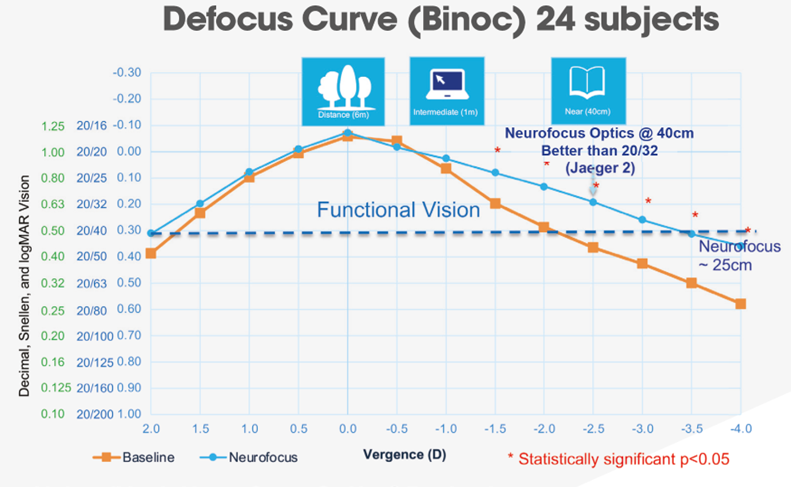 Defocus Curve (Binoc) 24 subjects
Distance (6m)
Intermediate (1m)
Near (40cm)
Neurofocus Optics @ 40cm
Better than 20/32
(Jaeger 2)
Functional Vision
Neurofocus
~ 25cm
Decimal, Snellen, and logMAR Vision
-0.30
-0.20
1.25 20/16 -0.10
1.00 20/20 0.00
0.80 20/25 0.10
0.63 20/32 0.20
0.50 20/40 0.30
0.40 20/50 0.40
0.32 20/63 0.50
0.25 20/80 0.60
0.20 20/100 0.70
0.16 20/125 0.80
0.125 20/160 0.90
0.10 20/200 1.00
2.0 1.5 1.0 0.5 0.0 -0.5 -1.0 -1.5 -2.0 -2.5 -3.0 -3.5 -4.0
Baseline Neurofocus
Vergence (D)
* Statistically significant p<0.05